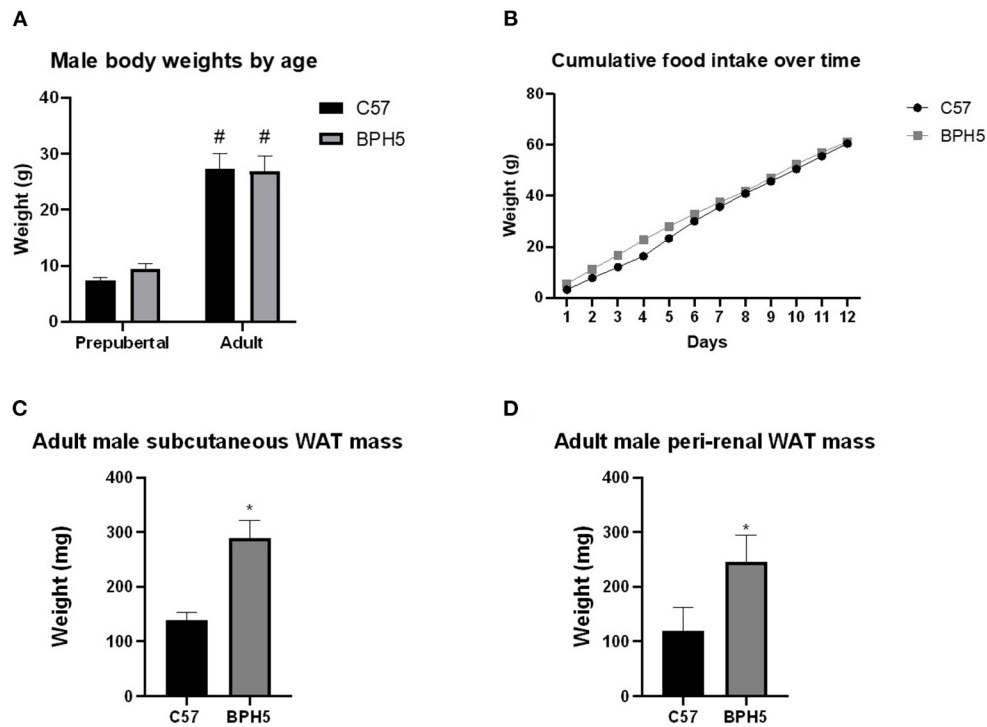 A
Male body weights by age
Weight (g)
40
30
20
10
0
# #
Prepubertal Adult
C57
BPH5
B
Cumulative food intake over time
Weight (g)
80
60
40
20
0
1 2 3 4 5 6 7 8 9 10 11 12
Days
C57
BPH5
C
Adult male subcutaneous WAT mass
Weight (mg)
400
300
200
100
0
*
C57 BPH5
D
Adult male peri-renal WAT mass
Weight (mg)
400
300
200
100
0
*
C57 BPH5